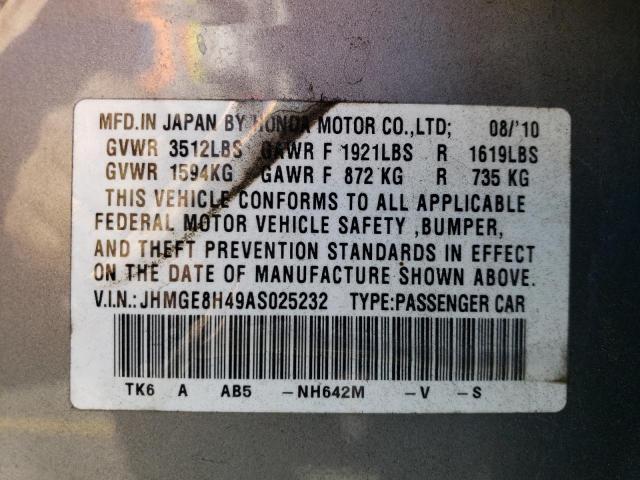 MFD.IN JAPAN BY HONDA MOTOR CO.,LTD; 08/'10
GVWR 3512LBS GAWR F 1921LBS R 1619LBS
GVWR 1594KG GAWR F 872 KG R 735 KG
THIS VEHICLE CONFORMS TO ALL APPLICABLE
FEDERAL MOTOR VEHICLE SAFETY ,BUMPER,
AND THEFT PREVENTION STANDARDS IN EFFECT
ON THE DATE OF MANUFACTURE SHOWN ABOVE.
V.I.N.:JHMGE8H49AS025232 TYPE:PASSENGER CAR
TK6 A AB5 -NH642M -V -S